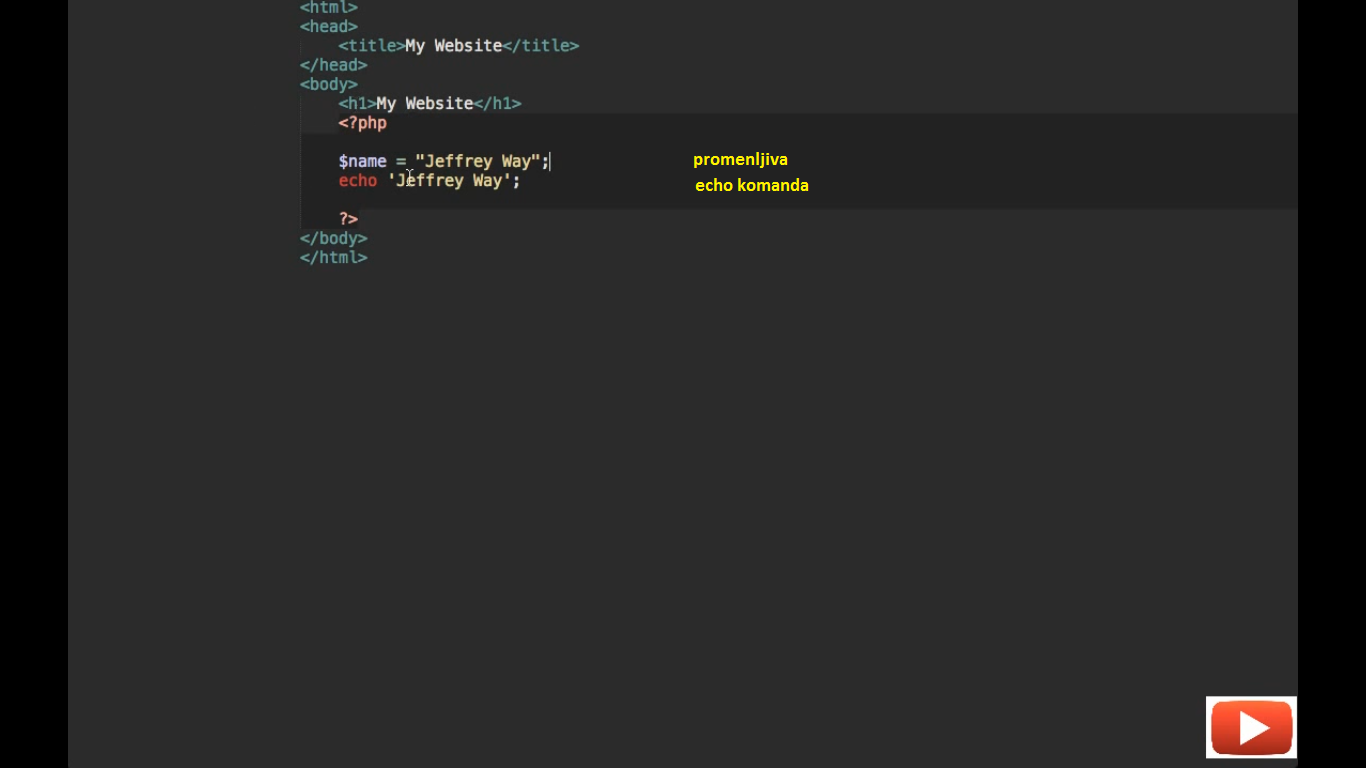 <html>
<head>
    <title>My Website</title>
</head>
<body>
    <h1>My Website</h1>
    <?php
    $name = "Jeffrey Way"; promenljiva
    echo 'Jeffrey Way'; echo komanda
    ?>
</body>
</html>